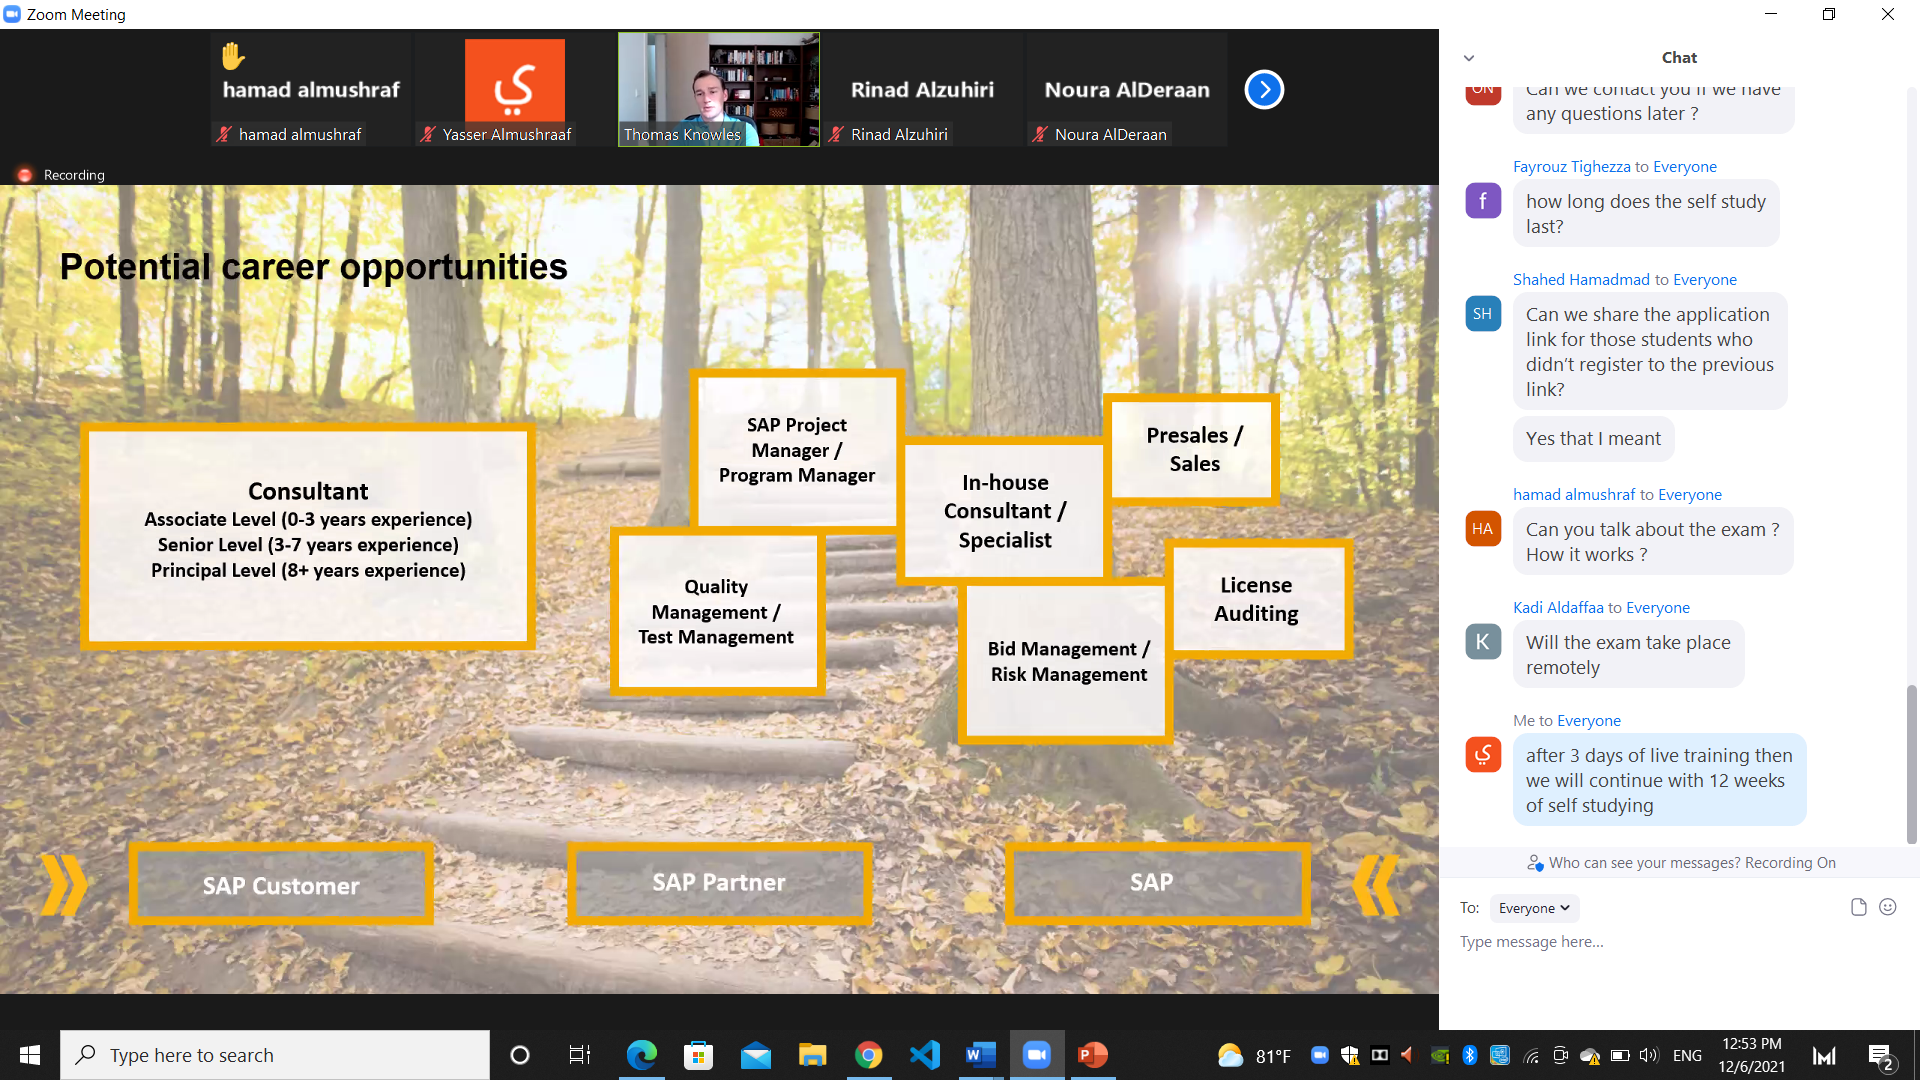 Zoom Meeting
hamad almushraf
hamad almushraf
ي
Yasser Almushraaf
Thomas Knowles
Rinad Alzuhiri
Rinad Alzuhiri
Noura AlDeraan
Noura AlDeraan
Recording
Potential career opportunities
Consultant
Associate Level (0-3 years experience)
Senior Level (3-7 years experience)
Principal Level (8+ years experience)
SAP Project
Manager /
Program Manager
Quality
Management /
Test Management
In-house
Consultant /
Specialist
Presales /
Sales
License
Auditing
Bid Management /
Risk Management
SAP Customer
SAP Partner
SAP
Chat
ON
Can we contact you if we have
any questions later ?
Fayrouz Tighezza to Everyone
f
how long does the self study
last?
Shahed Hamadmad to Everyone
SH
Can we share the application
link for those students who
didn't register to the previous
link?
Yes that I meant
hamad almushraf to Everyone
HA
Can you talk about the exam ?
How it works ?
Kadi Aldaffaa to Everyone
K
Will the exam take place
remotely
Me to Everyone
ي
after 3 days of live training then
we will continue with 12 weeks
of self studying
Who can see your messages? Recording On
To: Everyone
Type message here...
Type here to search
81°F
ENG
12:53 PM
12/6/2021
2